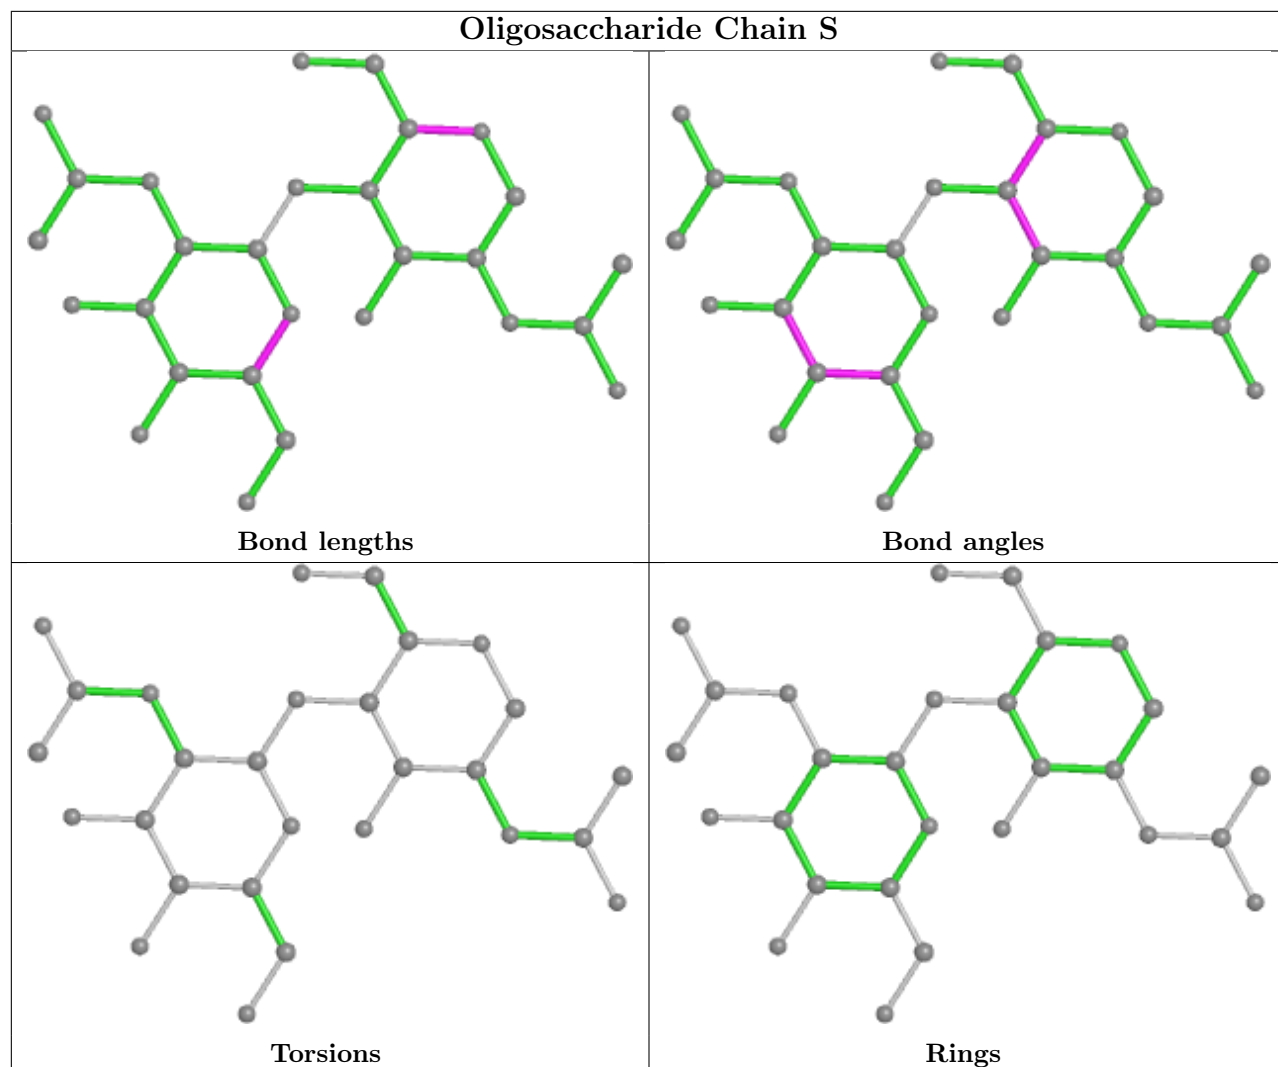 Oligosaccharide Chain S
Bond lengths
Bond angles
Torsions
Rings